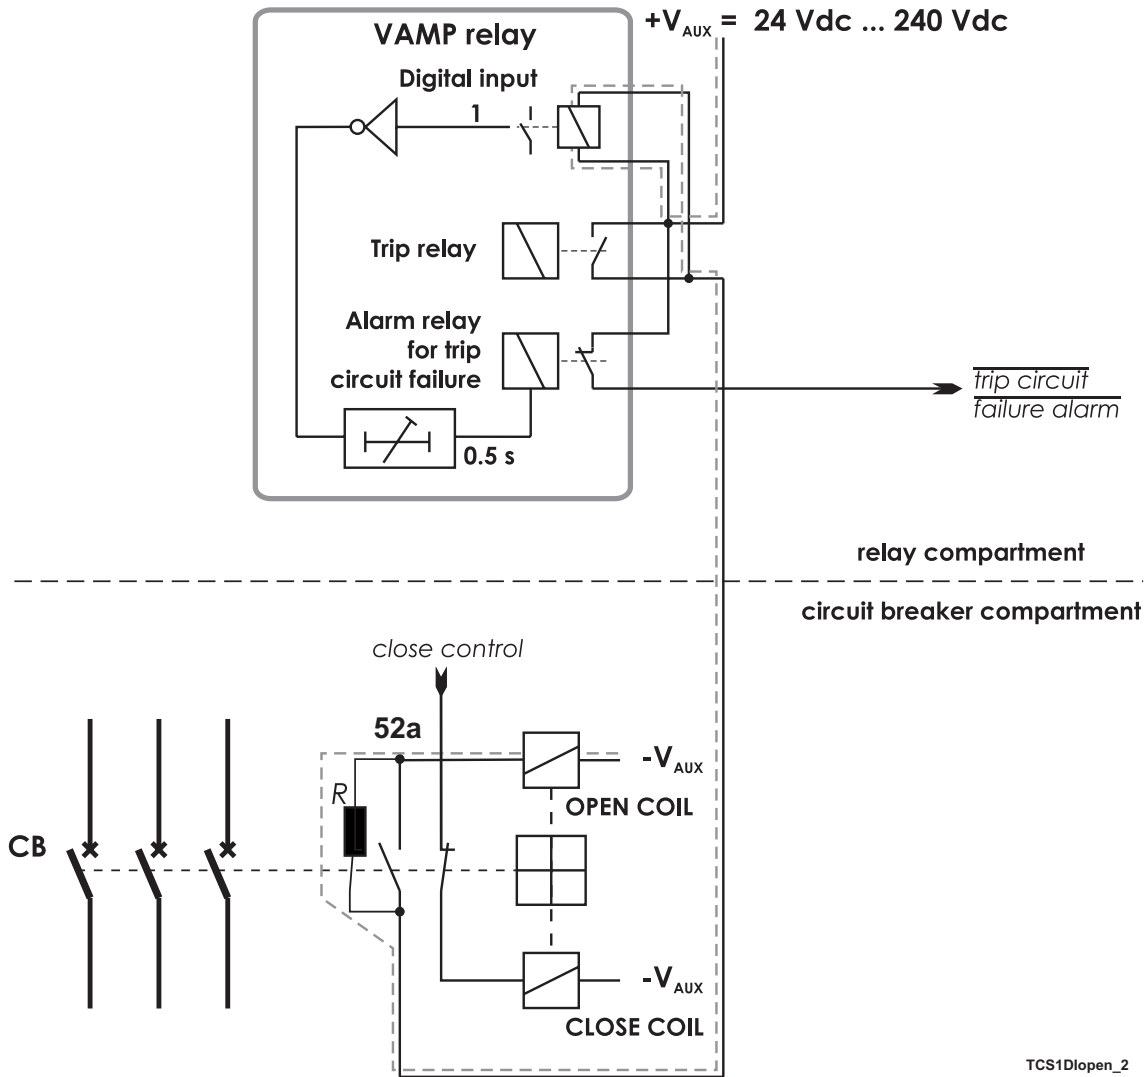 VAMP relay
+VAUX = 24 Vdc ... 240 Vdc
Digital input
1
Trip relay
Alarm relay
for trip
circuit failure
trip circuit
failure alarm
0.5 s
relay compartment
circuit breaker compartment
close control
52a
-VAUX
R
OPEN COIL
CB
-VAUX
CLOSE COIL
TCS1DIopen_2